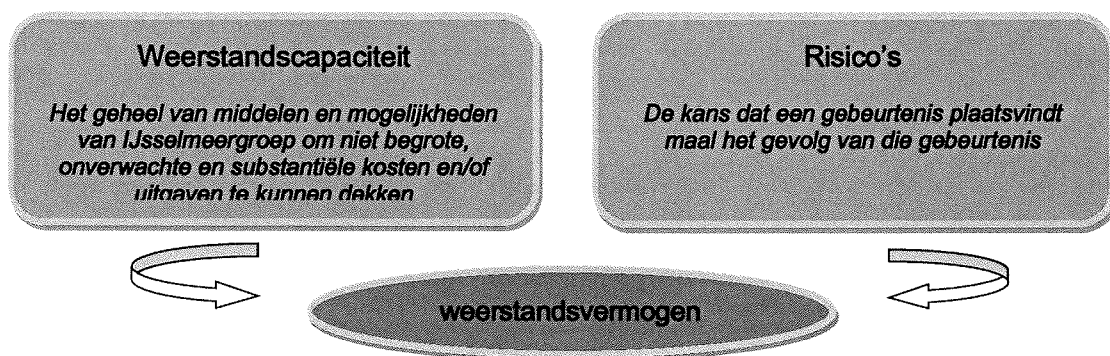 Weerstandscapaciteit
Het geheel van middelen en mogelijkheden
van IJsselmeergroep om niet begrote,
onverwachte en substantiële kosten en/of
uitgaven te kunnen dekken
Risico's
De kans dat een gebeurtenis plaatsvindt
maal het gevolg van die gebeurtenis
weerstandsvermogen